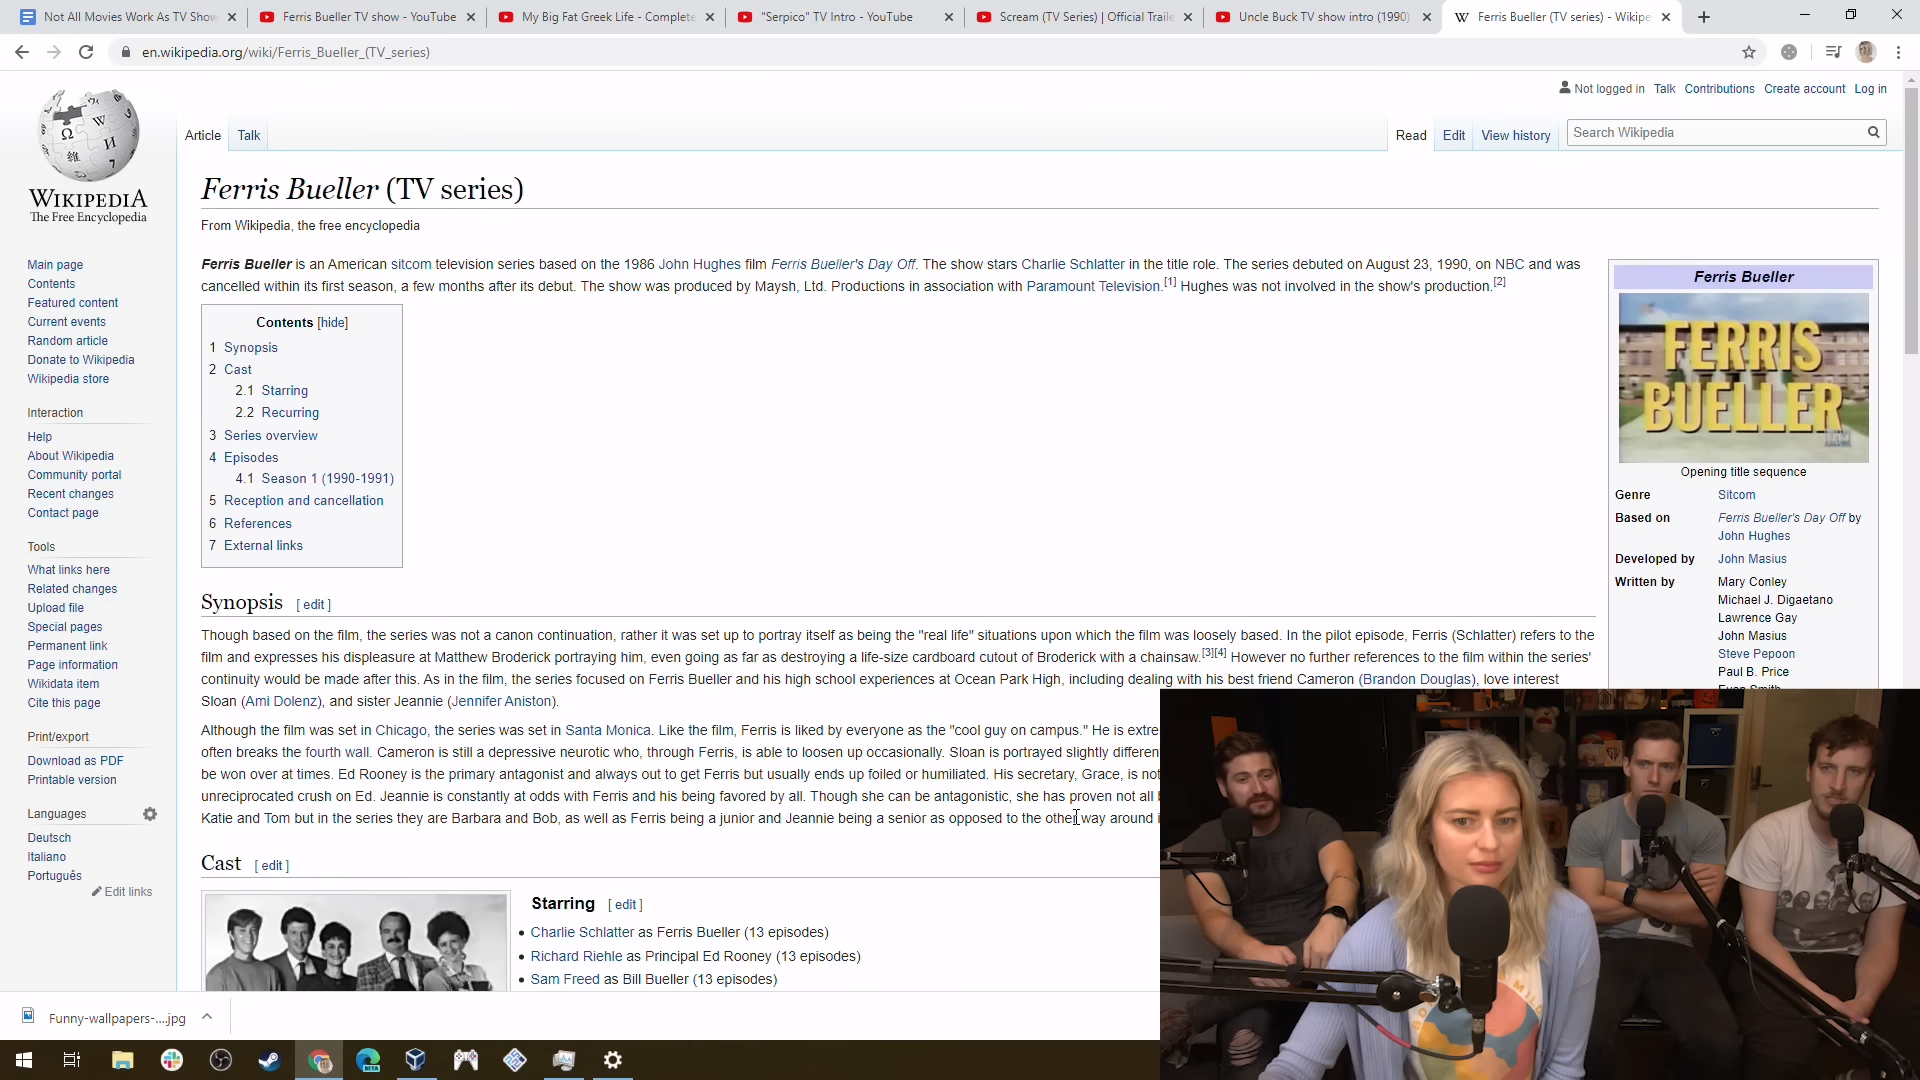 Not All Movies Work As TV Show
Ferris Bueller TV show - YouTube
My Big Fat Greek Life - Complete
"Serpico" TV Intro - YouTube
Scream (TV Series) | Official Traile
Uncle Buck TV show intro (1990)
Ferris Bueller (TV series) - Wikipe
en.wikipedia.org/wiki/Ferris_Bueller_(TV_series)
Not logged in Talk Contributions Create account Log in
Article Talk Read Edit View history Search Wikipedia
WIKIPEDIA
The Free Encyclopedia
Main page
Contents
Featured content
Current events
Random article
Donate to Wikipedia
Wikipedia store
Interaction
Help
About Wikipedia
Community portal
Recent changes
Contact page
Tools
What links here
Related changes
Upload file
Special pages
Permanent link
Page information
Wikidata item
Cite this page
Print/export
Download as PDF
Printable version
Languages
Deutsch
Italiano
Português
Edit links
Ferris Bueller (TV series)
From Wikipedia, the free encyclopedia
Ferris Bueller is an American sitcom television series based on the 1986 John Hughes film Ferris Bueller's Day Off. The show stars Charlie Schlatter in the title role. The series debuted on August 23, 1990, on NBC and was
cancelled within its first season, a few months after its debut. The show was produced by Maysh, Ltd. Productions in association with Paramount Television.[1] Hughes was not involved in the show's production.[2]
Contents [hide]
1 Synopsis
2 Cast
2.1 Starring
2.2 Recurring
3 Series overview
4 Episodes
4.1 Season 1 (1990-1991)
5 Reception and cancellation
6 References
7 External links
Synopsis [ edit ]
Though based on the film, the series was not a canon continuation, rather it was set up to portray itself as being the "real life" situations upon which the film was loosely based. In the pilot episode, Ferris (Schlatter) refers to the
film and expresses his displeasure at Matthew Broderick portraying him, even going as far as destroying a life-size cardboard cutout of Broderick with a chainsaw.[3][4] However no further references to the film within the series'
continuity would be made after this. As in the film, the series focused on Ferris Bueller and his high school experiences at Ocean Park High, including dealing with his best friend Cameron (Brandon Douglas), love interest
Sloan (Ami Dolenz), and sister Jeannie (Jennifer Aniston).
Although the film was set in Chicago, the series was set in Santa Monica. Like the film, Ferris is liked by everyone as the "cool guy on campus." He is extre
often breaks the fourth wall. Cameron is still a depressive neurotic who, through Ferris, is able to loosen up occasionally. Sloan is portrayed slightly differen
be won over at times. Ed Rooney is the primary antagonist and always out to get Ferris but usually ends up foiled or humiliated. His secretary, Grace, is not
unreciprocated crush on Ed. Jeannie is constantly at odds with Ferris and his being favored by all. Though she can be antagonistic, she has proven not all
Katie and Tom but in the series they are Barbara and Bob, as well as Ferris being a junior and Jeannie being a senior as opposed to the other way around
Cast [ edit ]
Starring [ edit ]
Charlie Schlatter as Ferris Bueller (13 episodes)
Richard Riehle as Principal Ed Rooney (13 episodes)
Sam Freed as Bill Bueller (13 episodes)
Ferris Bueller
FERRIS
BUELLER
Opening title sequence
Genre Sitcom
Based on Ferris Bueller's Day Off by
John Hughes
Developed by John Masius
Written by Mary Conley
Michael J. Digaetano
Lawrence Gay
John Masius
Steve Pepoon
Paul B. Price
Funny-wallpapers-....jpg
BETA